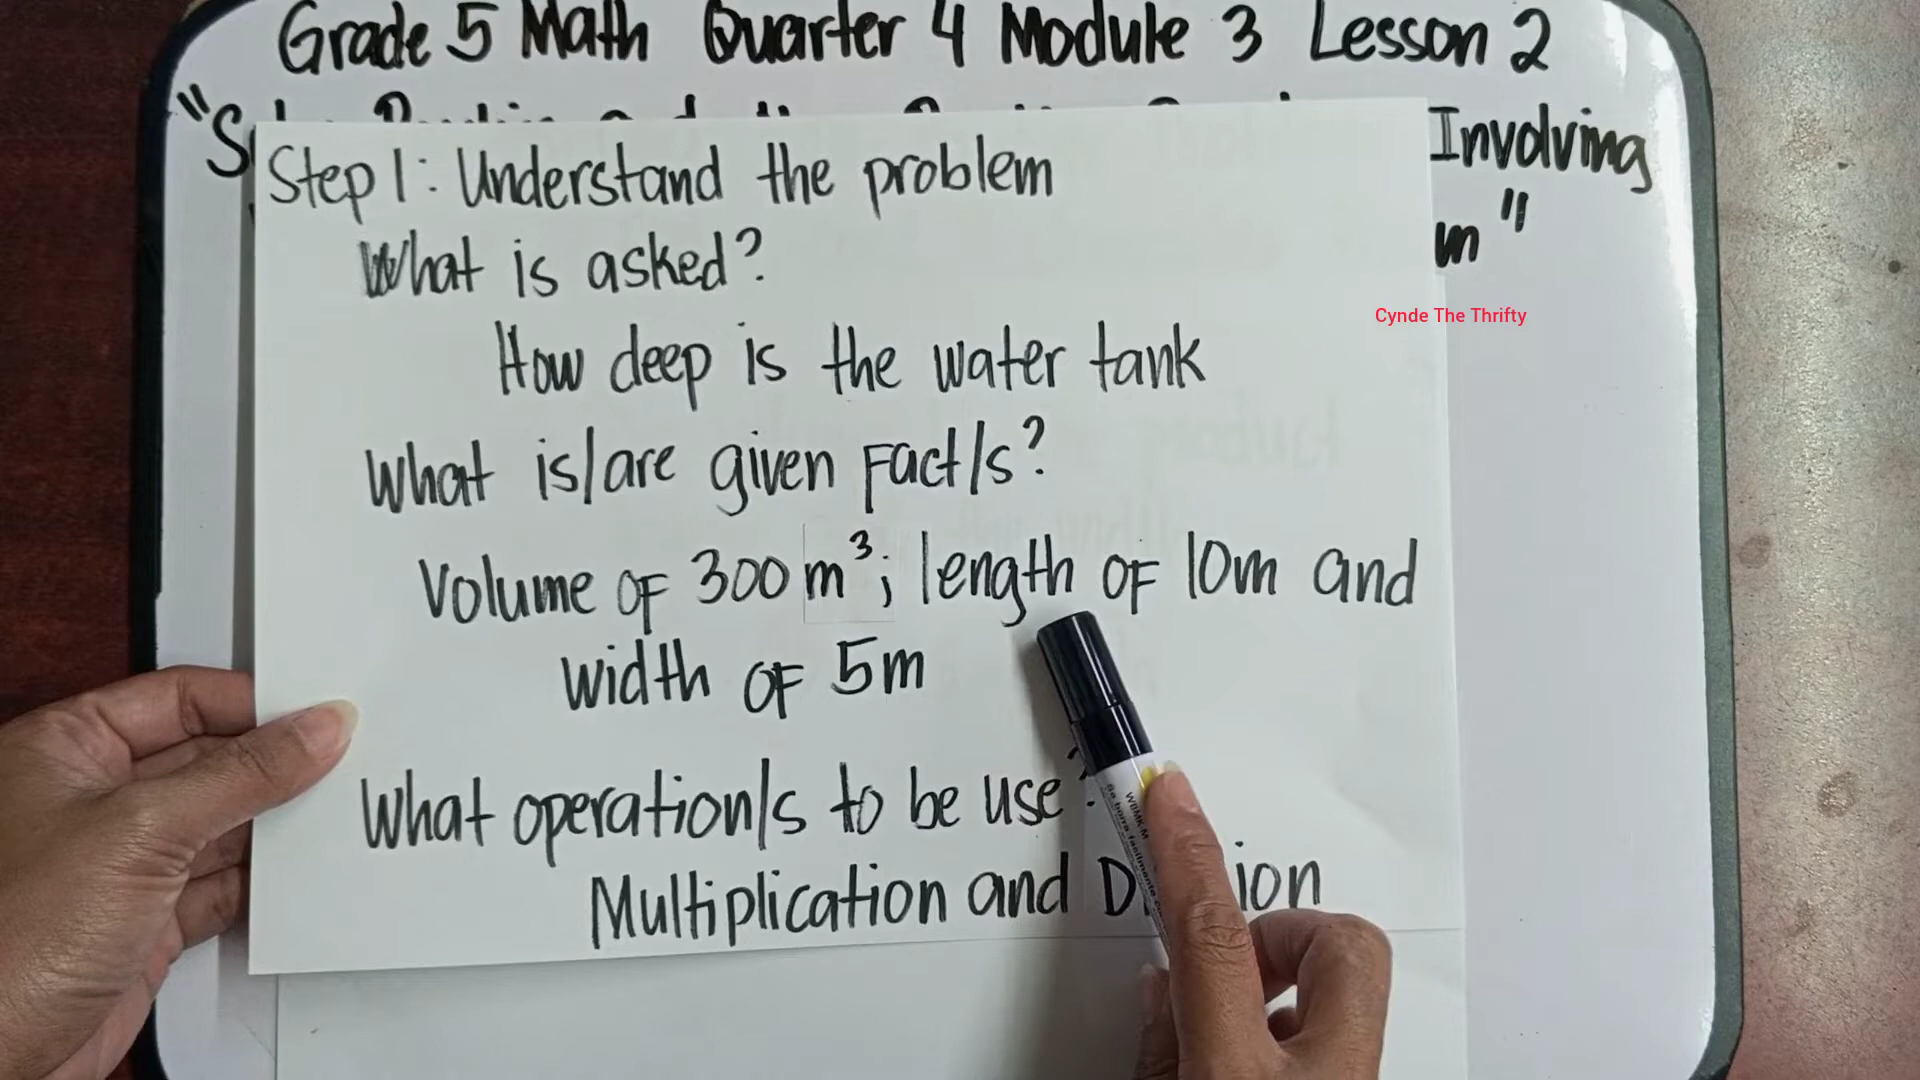 Grade 5 Math Quarter 4 Module 3 Lesson 2
Involving
Step 1: Understand the problem
What is asked?
Cynde The Thrifty
How deep is the water tank
What is/are given Fact/s?
Volume OF 300 m³; length OF 10m and
width OF 5m
What operation/s to be use?
Multiplication and
WBMK-M